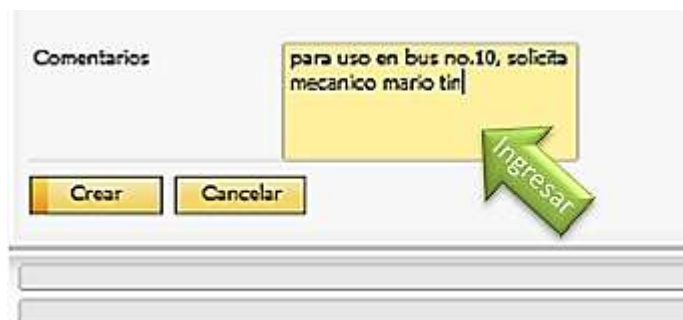 Comentarios
para uso en bus no.10, solicita
mecanico mario tin
Ingresar
Crear
Cancelar